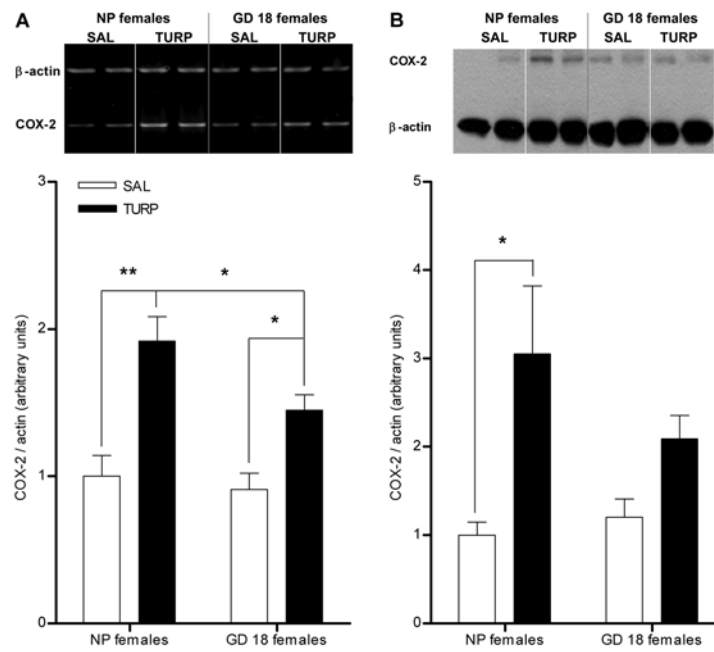 A
NP females GD 18 females
SAL TURP SAL TURP
β-actin
COX-2
3
2
1
0
COX-2 / actin (arbitrary units)
SAL
TURP
**
*
*
NP females GD 18 females
B
NP females GD 18 females
SAL TURP SAL TURP
COX-2
β-actin
5
4
3
2
1
0
COX-2 / actin (arbitrary units)
*
NP females GD 18 females